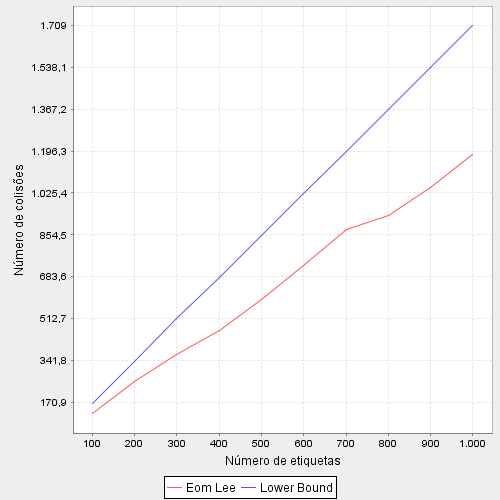 1.709
1.538,1
1.367,2
1.196,3
1.025,4
854,5
683,6
512,7
341,8
170,9
Número de colisões
100 200 300 400 500 600 700 800 900 1.000
Número de etiquetas
Eom Lee Lower Bound